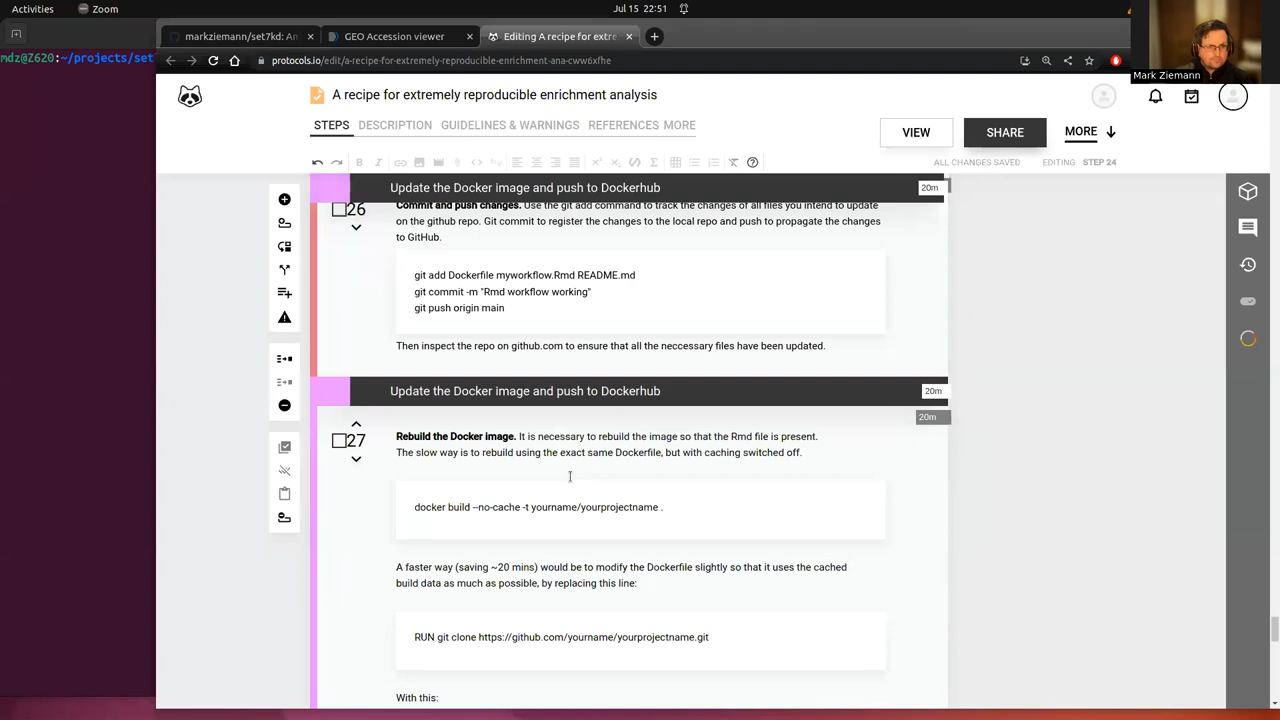 Activities
Zoom
Jul 15 22:51
markziemann/set7kd: An
GEO Accession viewer
Editing A recipe for extre
mdz@Z620:~/projects/set
protocols.io/edit/a-recipe-for-extremely-reproducible-enrichment-ana-cww6xfhe
Mark Ziemann
A recipe for extremely reproducible enrichment analysis
STEPS
DESCRIPTION
GUIDELINES & WARNINGS
REFERENCES
MORE
VIEW
SHARE
MORE
ALL CHANGES SAVED
EDITING
STEP 24
Update the Docker image and push to Dockerhub
20m
26
Commit and push changes. Use the git add command to track the changes of all files you intend to update
on the github repo. Git commit to register the changes to the local repo and push to propagate the changes
to GitHub.
git add Dockerfile myworkflow.Rmd README.md
git commit -m "Rmd workflow working"
git push origin main
Then inspect the repo on github.com to ensure that all the neccessary files have been updated.
Update the Docker image and push to Dockerhub
20m
20m
27
Rebuild the Docker image. It is necessary to rebuild the image so that the Rmd file is present.
The slow way is to rebuild using the exact same Dockerfile, but with caching switched off.
docker build --no-cache -t yourname/yourprojectname .
A faster way (saving ~20 mins) would be to modify the Dockerfile slightly so that it uses the cached
build data as much as possible, by replacing this line:
RUN git clone https://github.com/yourname/yourprojectname.git
With this: